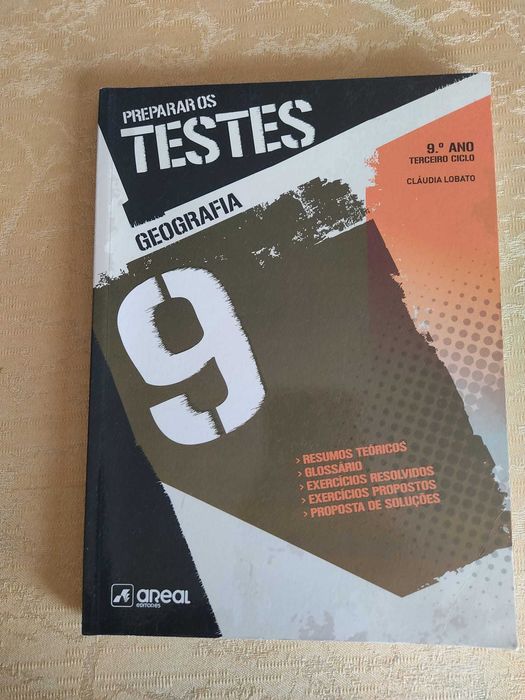 PREPARAR OS
TESTES
9.º ANO
TERCEIRO CICLO
CLÁUDIA LOBATO
GEOGRAFIA
9
> RESUMOS TEÓRICOS
> GLOSSÁRIO
> EXERCÍCIOS RESOLVIDOS
> EXERCÍCIOS PROPOSTOS
> PROPOSTA DE SOLUÇÕES
areal
EDITORES